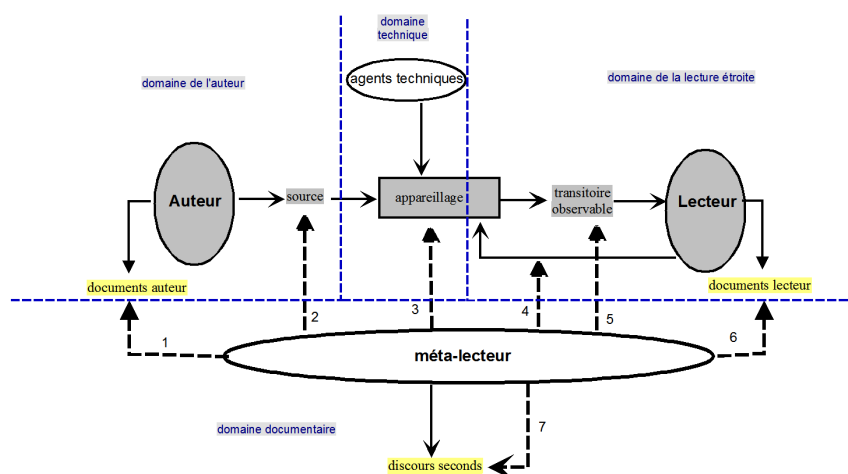 domaine
technique
domaine de l'auteur
agents techniques
domaine de la lecture étroite
Auteur
source
appareillage
transitoire
observable
Lecteur
documents auteur
documents lecteur
1
2
3
4
5
6
méta-lecteur
domaine documentaire
7
discours seconds